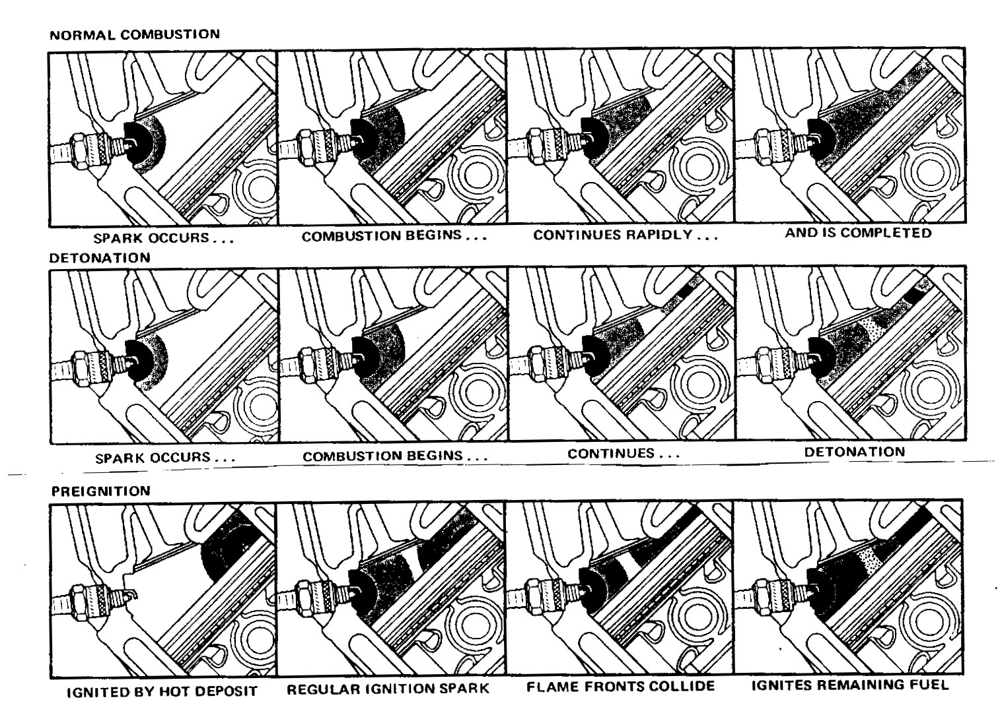 NORMAL COMBUSTION
SPARK OCCURS...
COMBUSTION BEGINS...
CONTINUES RAPIDLY...
AND IS COMPLETED
DETONATION
SPARK OCCURS...
COMBUSTION BEGINS...
CONTINUES...
DETONATION
PREIGNITION
IGNITED BY HOT DEPOSIT
REGULAR IGNITION SPARK
FLAME FRONTS COLLIDE
IGNITES REMAINING FUEL